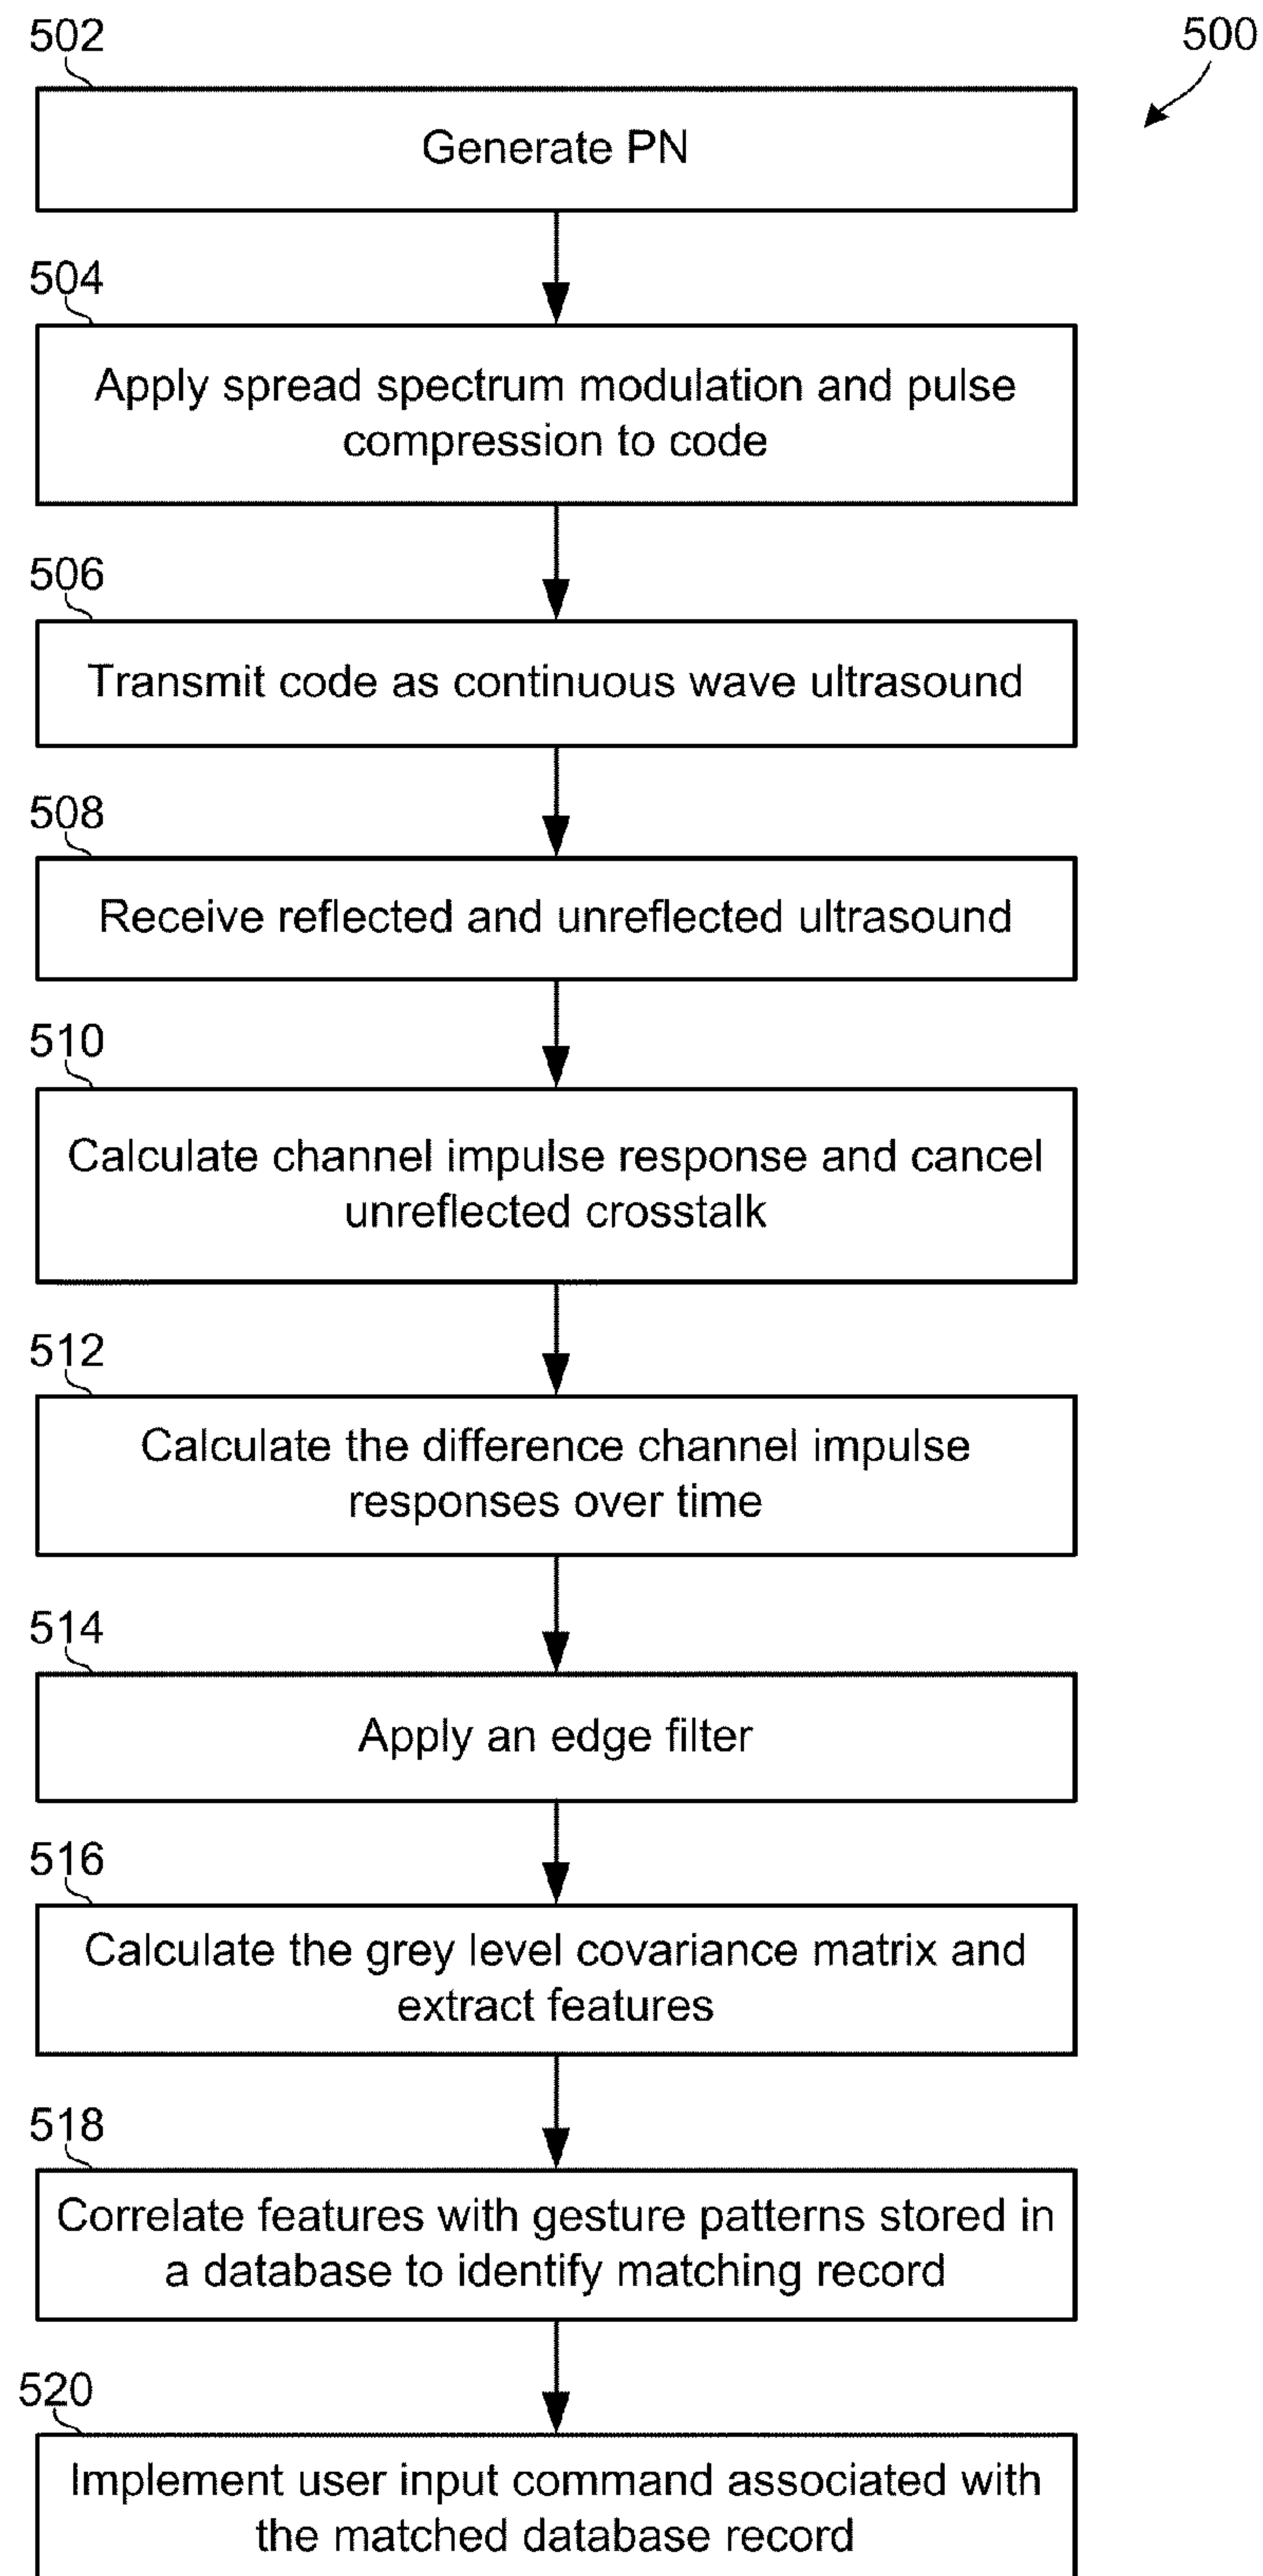 502
500
Generate PN
504
Apply spread spectrum modulation and pulse
compression to code
506
Transmit code as continuous wave ultrasound
508
Receive reflected and unreflected ultrasound
510
Calculate channel impulse response and cancel
unreflected crosstalk
512
Calculate the difference channel impulse
responses over time
514
Apply an edge filter
516
Calculate the grey level covariance matrix and
extract features
518
Correlate features with gesture patterns stored in
a database to identify matching record
520
Implement user input command associated with
the matched database record